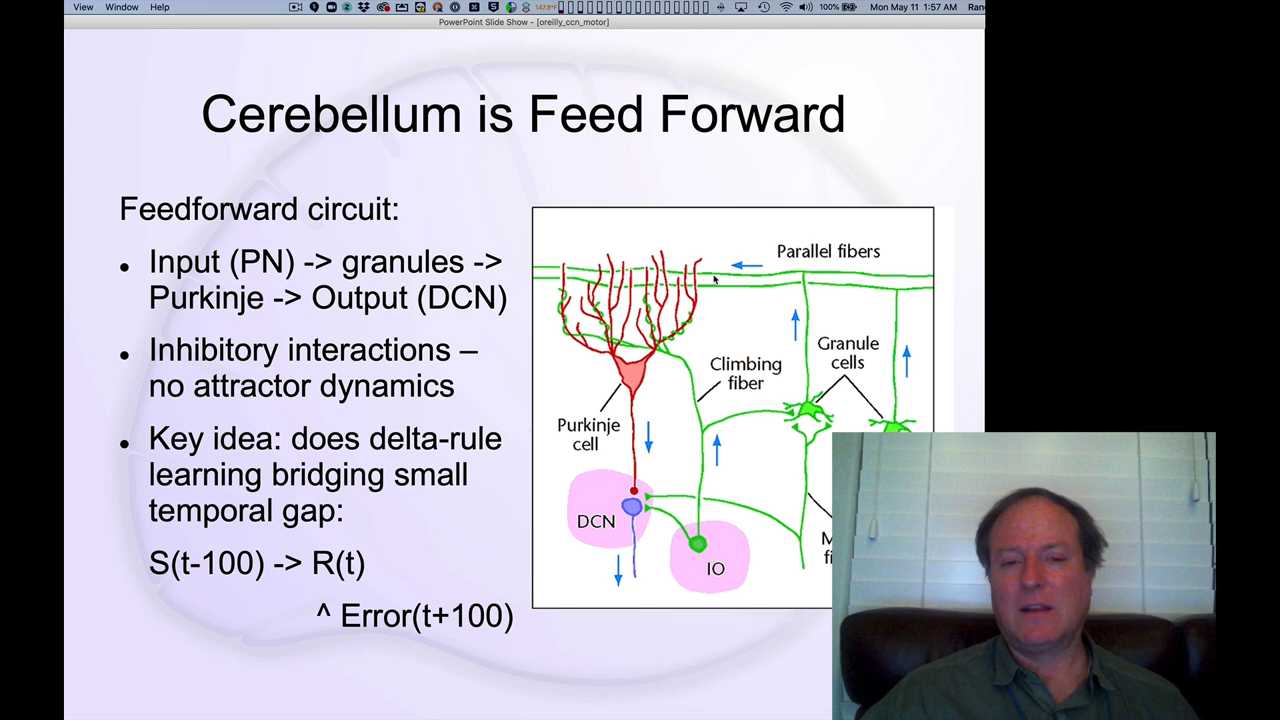 View Window Help
147.8°F
100%
Mon May 11 1:57 AM
PowerPoint Slide Show - [oreilly_ccn_motor]
Cerebellum is Feed Forward
Feedforward circuit:
• Input (PN) -> granules ->
Purkinje -> Output (DCN)
• Inhibitory interactions –
no attractor dynamics
• Key idea: does delta-rule
learning bridging small
temporal gap:
S(t-100) -> R(t)
^ Error(t+100)
Parallel fibers
Granule
cells
Climbing
fiber
Purkinje
cell
DCN
IO